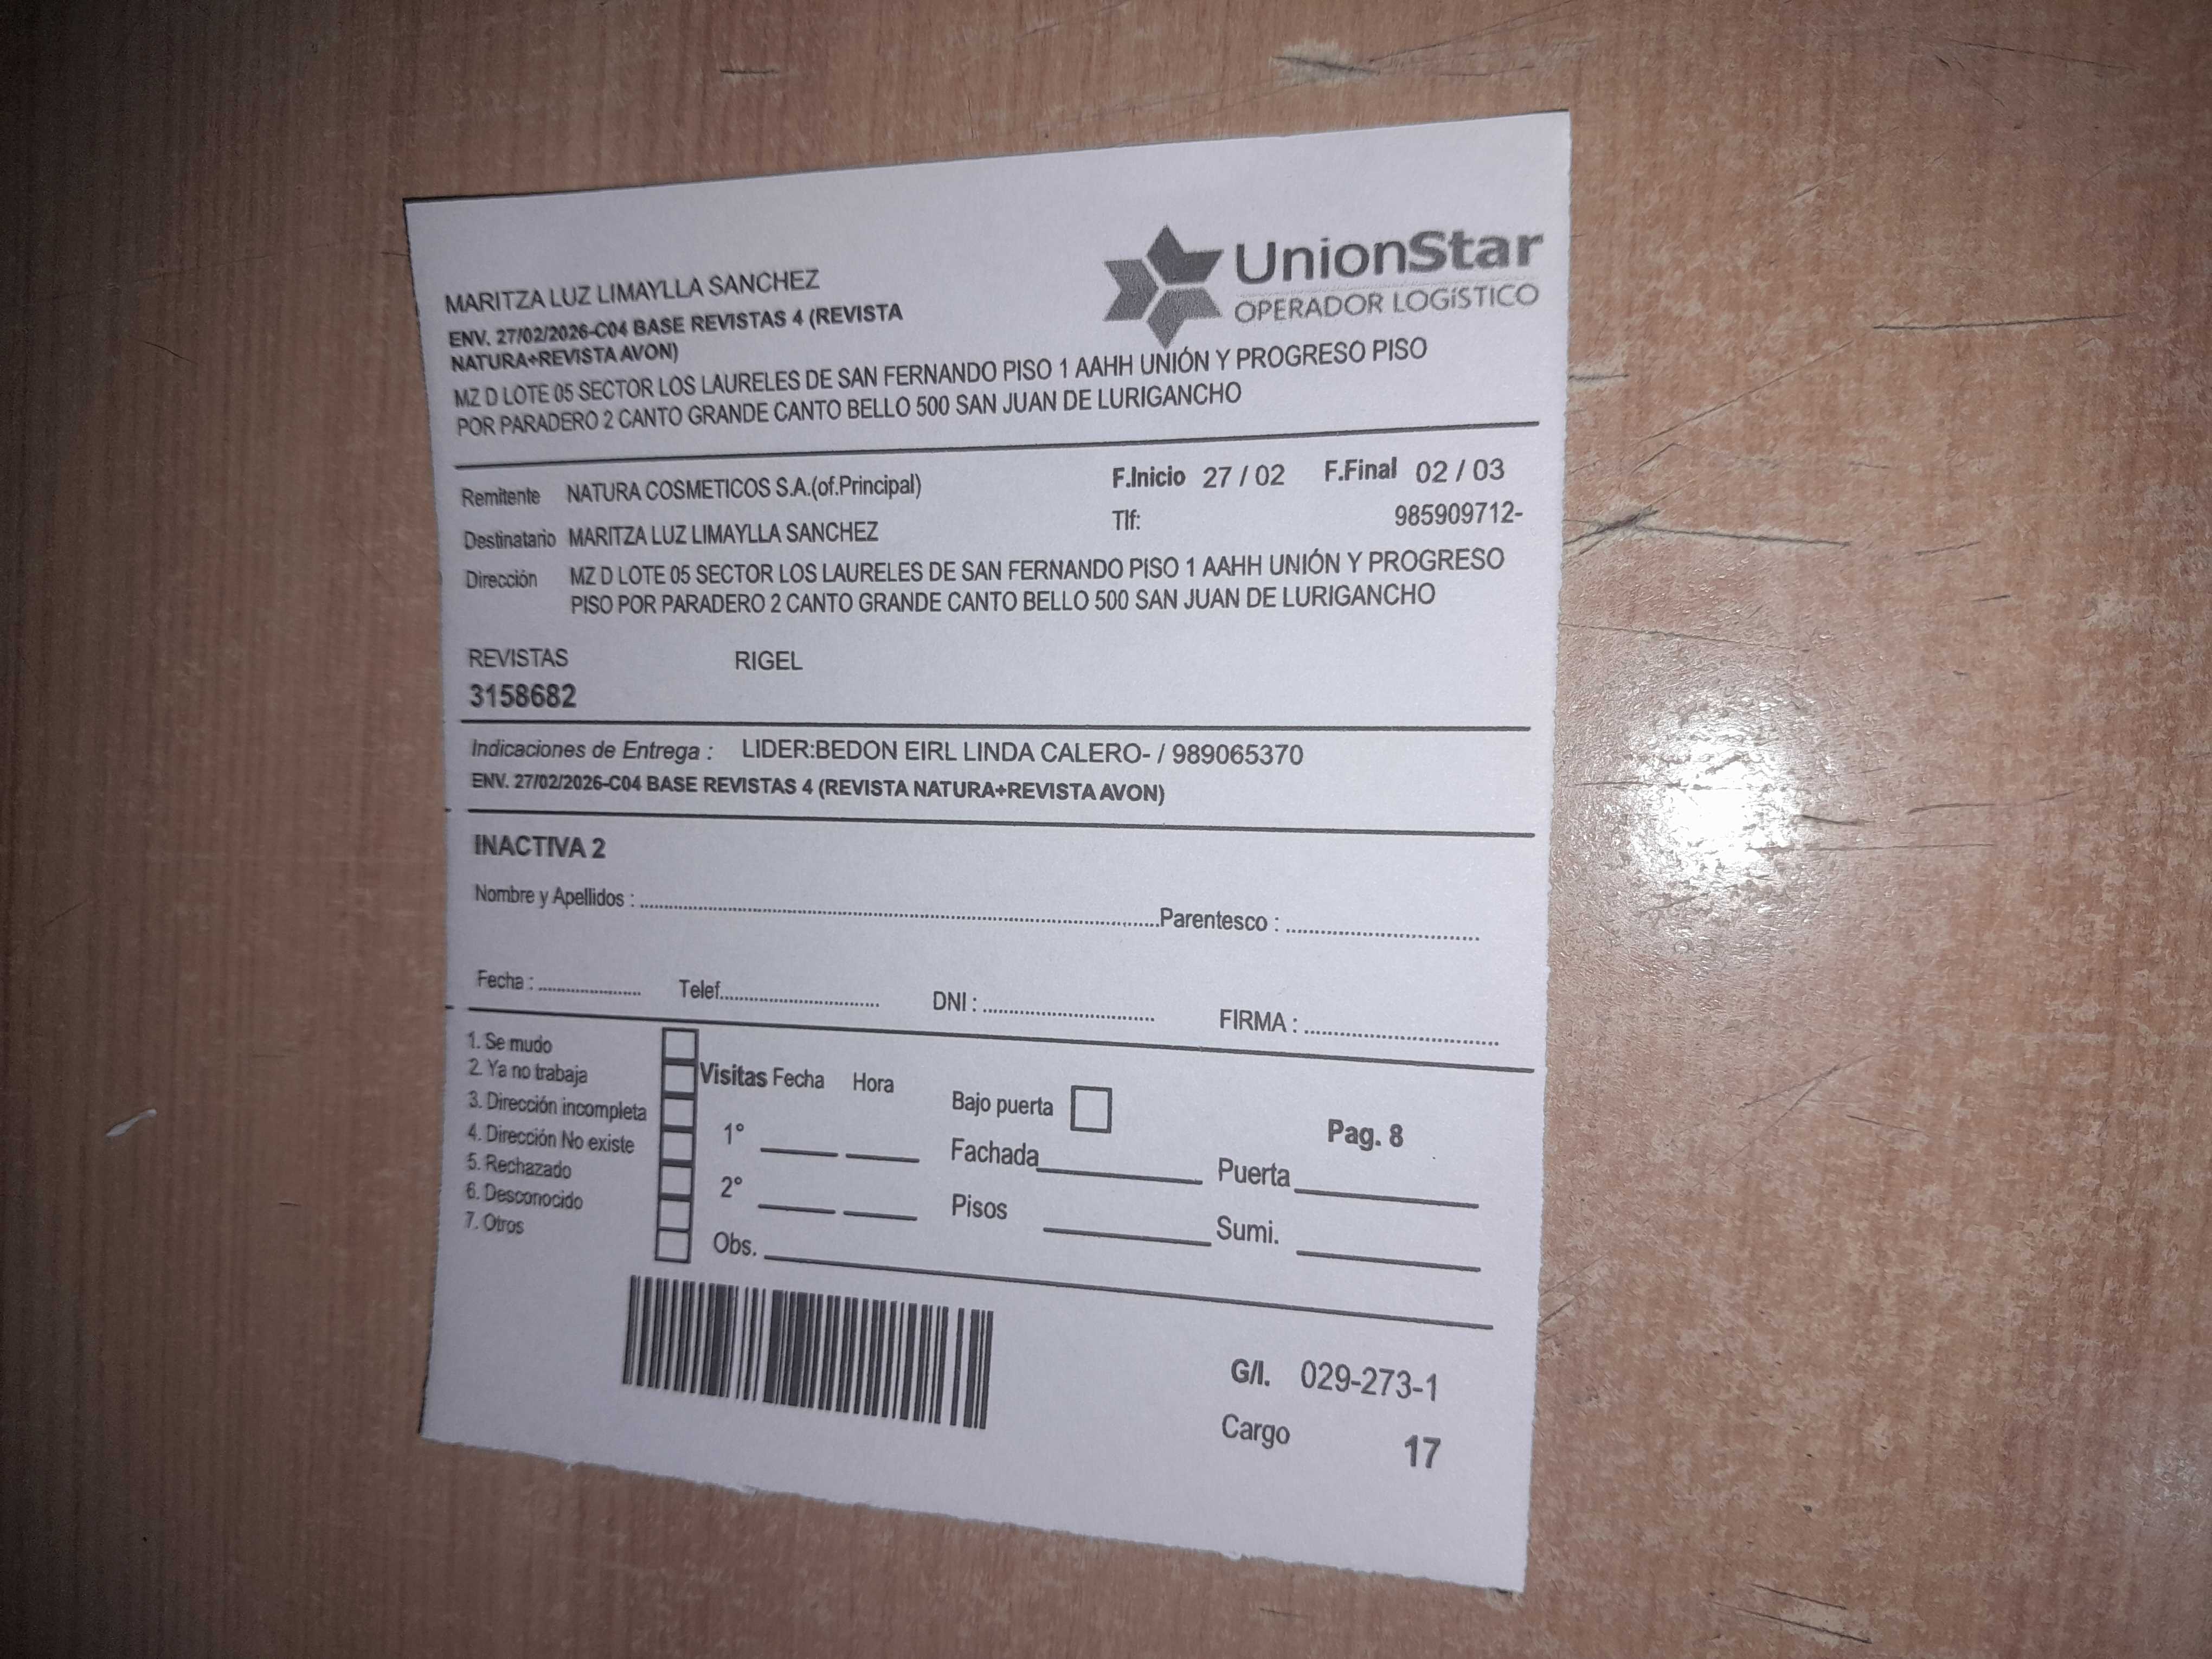 UnionStar
OPERADOR LOGíSTICO
MARITZA LUZ LIMAYLLA SANCHEZ
ENV. 27/02/2026-C04 BASE REVISTAS 4 (REVISTA
NATURA+REVISTA AVON)
MZ D LOTE 05 SECTOR LOS LAURELES DE SAN FERNANDO PISO 1 AAHH UNIÓN Y PROGRESO PISO
POR PARADERO 2 CANTO GRANDE CANTO BELLO 500 SAN JUAN DE LURIGANCHO
Remitente NATURA COSMETICOS S.A.(of.Principal) F.Inicio 27 / 02 F.Final 02 / 03
Destinatario MARITZA LUZ LIMAYLLA SANCHEZ Tlf: 985909712-
Dirección MZ D LOTE 05 SECTOR LOS LAURELES DE SAN FERNANDO PISO 1 AAHH UNIÓN Y PROGRESO
PISO POR PARADERO 2 CANTO GRANDE CANTO BELLO 500 SAN JUAN DE LURIGANCHO
REVISTAS RIGEL
3158682
Indicaciones de Entrega : LIDER:BEDON EIRL LINDA CALERO- / 989065370
ENV. 27/02/2026-C04 BASE REVISTAS 4 (REVISTA NATURA+REVISTA AVON)
INACTIVA 2
Nombre y Apellidos : Parentesco :
Fecha : Telef. DNI : FIRMA :
1. Se mudo
2. Ya no trabaja
3. Dirección incompleta
4. Dirección No existe
5. Rechazado
6. Desconocido
7. Otros
Visitas Fecha Hora
1°
2°
Obs.
Bajo puerta
Fachada
Pisos
Pag. 8
Puerta
Sumi.
G/I. 029-273-1
Cargo 17